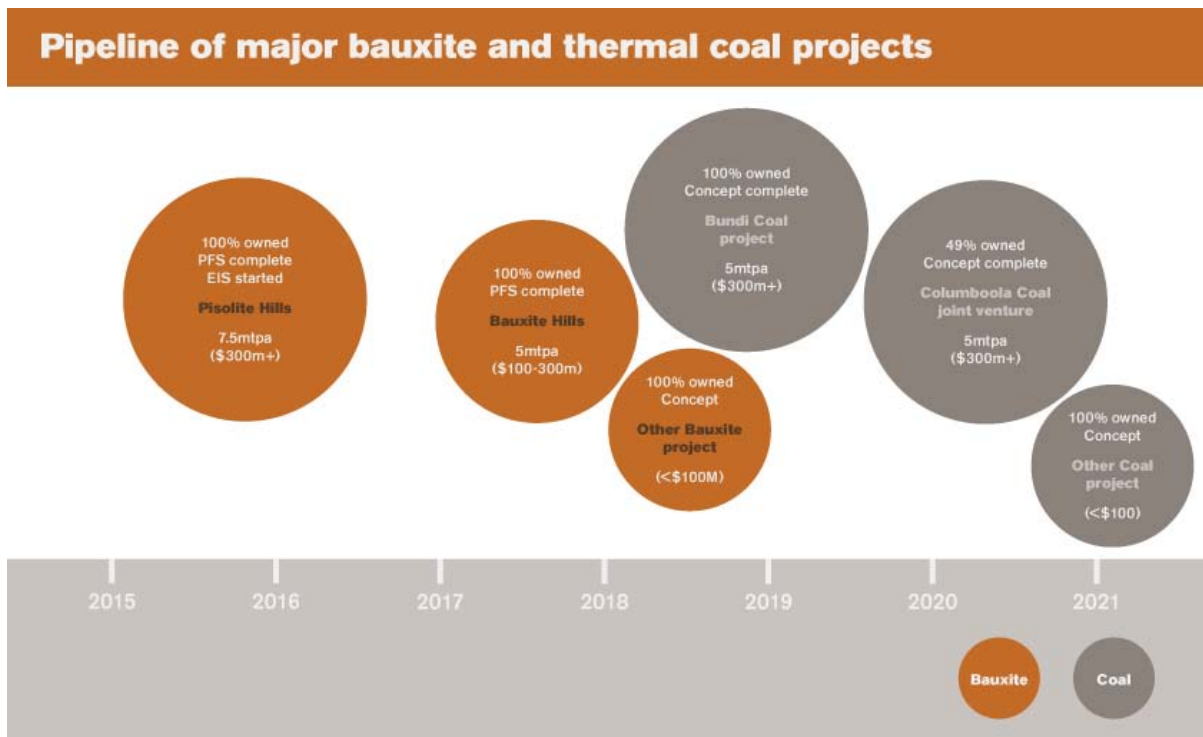 Pipeline of major bauxite and thermal coal projects
100% owned
PFS complete
EIS started
Pisolite Hills
7.5mtpa
($300m+)
100% owned
PFS complete
Bauxite Hills
5mtpa
($100-300m)
100% owned
Concept
Other Bauxite
project
(<$100M)
100% owned
Concept complete
Bundi Coal
project
5mtpa
($300m+)
49% owned
Concept complete
Columboola Coal
joint venture
5mtpa
($300m+)
100% owned
Concept
Other Coal
project
(<$100)
2015 2016 2017 2018 2019 2020 2021
Bauxite Coal